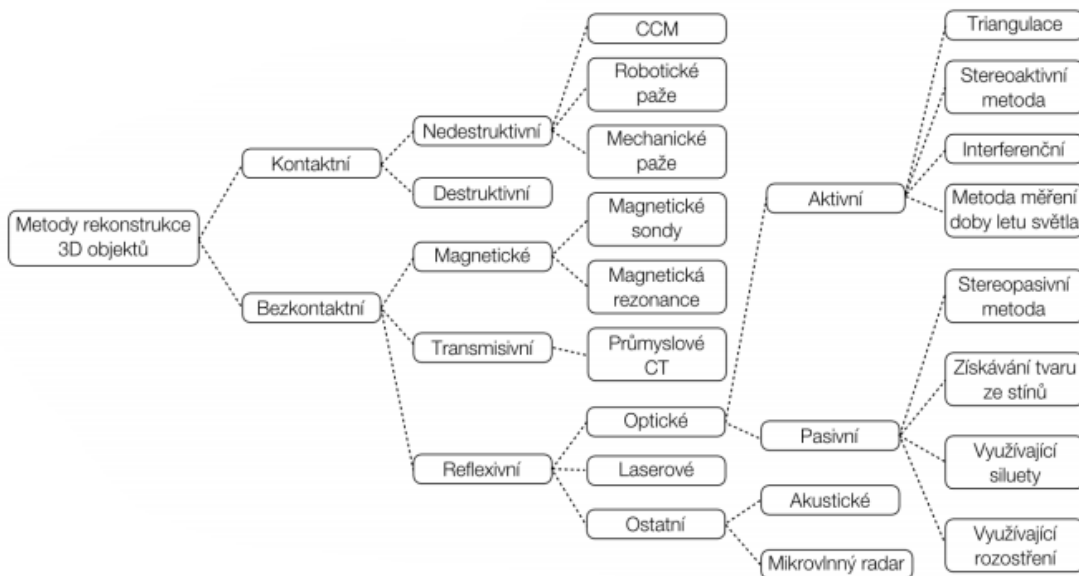 Metody rekonstrukce
3D objektů
Kontaktní
Bezkontaktní
Nedestruktivní
Destruktivní
Magnetické
Transmisivní
Reflexivní
CCM
Robotické
paže
Mechanické
paže
Magnetické
sondy
Magnetická
rezonance
Průmyslové
CT
Optické
Laserové
Ostatní
Aktivní
Pasivní
Akustické
Mikrovlnný radar
Triangulace
Stereoaktivní
metoda
Interferenční
Metoda měření
doby letu světla
Stereopasivní
metoda
Získávání tvaru
ze stínů
Využívající
siluety
Využívající
rozostření